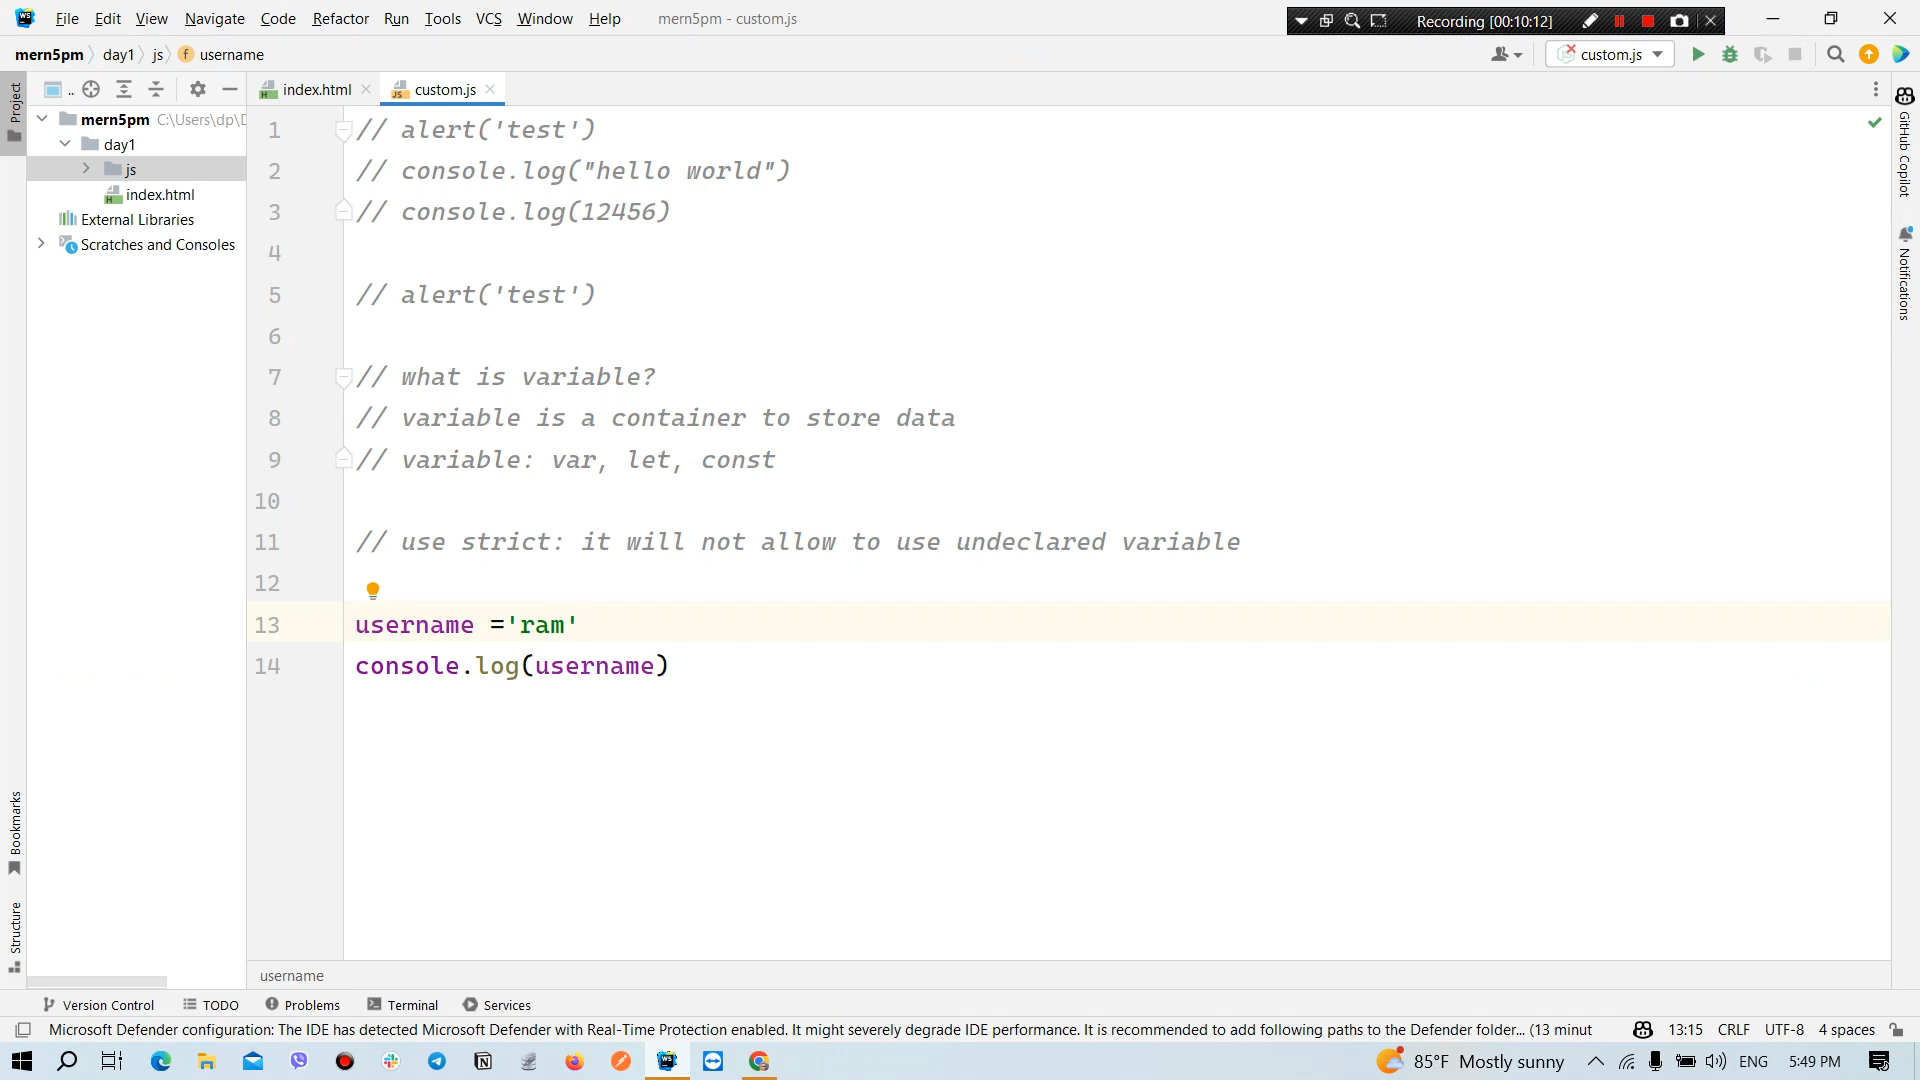 File Edit View Navigate Code Refactor Run Tools VCS Window Help mern5pm - custom.js Recording [00:10:12]
mern5pm day1 js f username custom.js
Project
index.html
custom.js
mern5pm C:\Users\dp\D
day1
js
index.html
External Libraries
Scratches and Consoles
1 // alert('test')
2 // console.log("hello world")
3 // console.log(12456)
4
5 // alert('test')
6
7 // what is variable?
8 // variable is a container to store data
9 // variable: var, let, const
10
11 // use strict: it will not allow to use undeclared variable
12
13 username ='ram'
14 console.log(username)
GitHub Copilot
Notifications
Bookmarks
Structure
username
Version Control TODO Problems Terminal Services
Microsoft Defender configuration: The IDE has detected Microsoft Defender with Real-Time Protection enabled. It might severely degrade IDE performance. It is recommended to add following paths to the Defender folder... (13 minut 13:15 CRLF UTF-8 4 spaces
85°F Mostly sunny ENG 5:49 PM